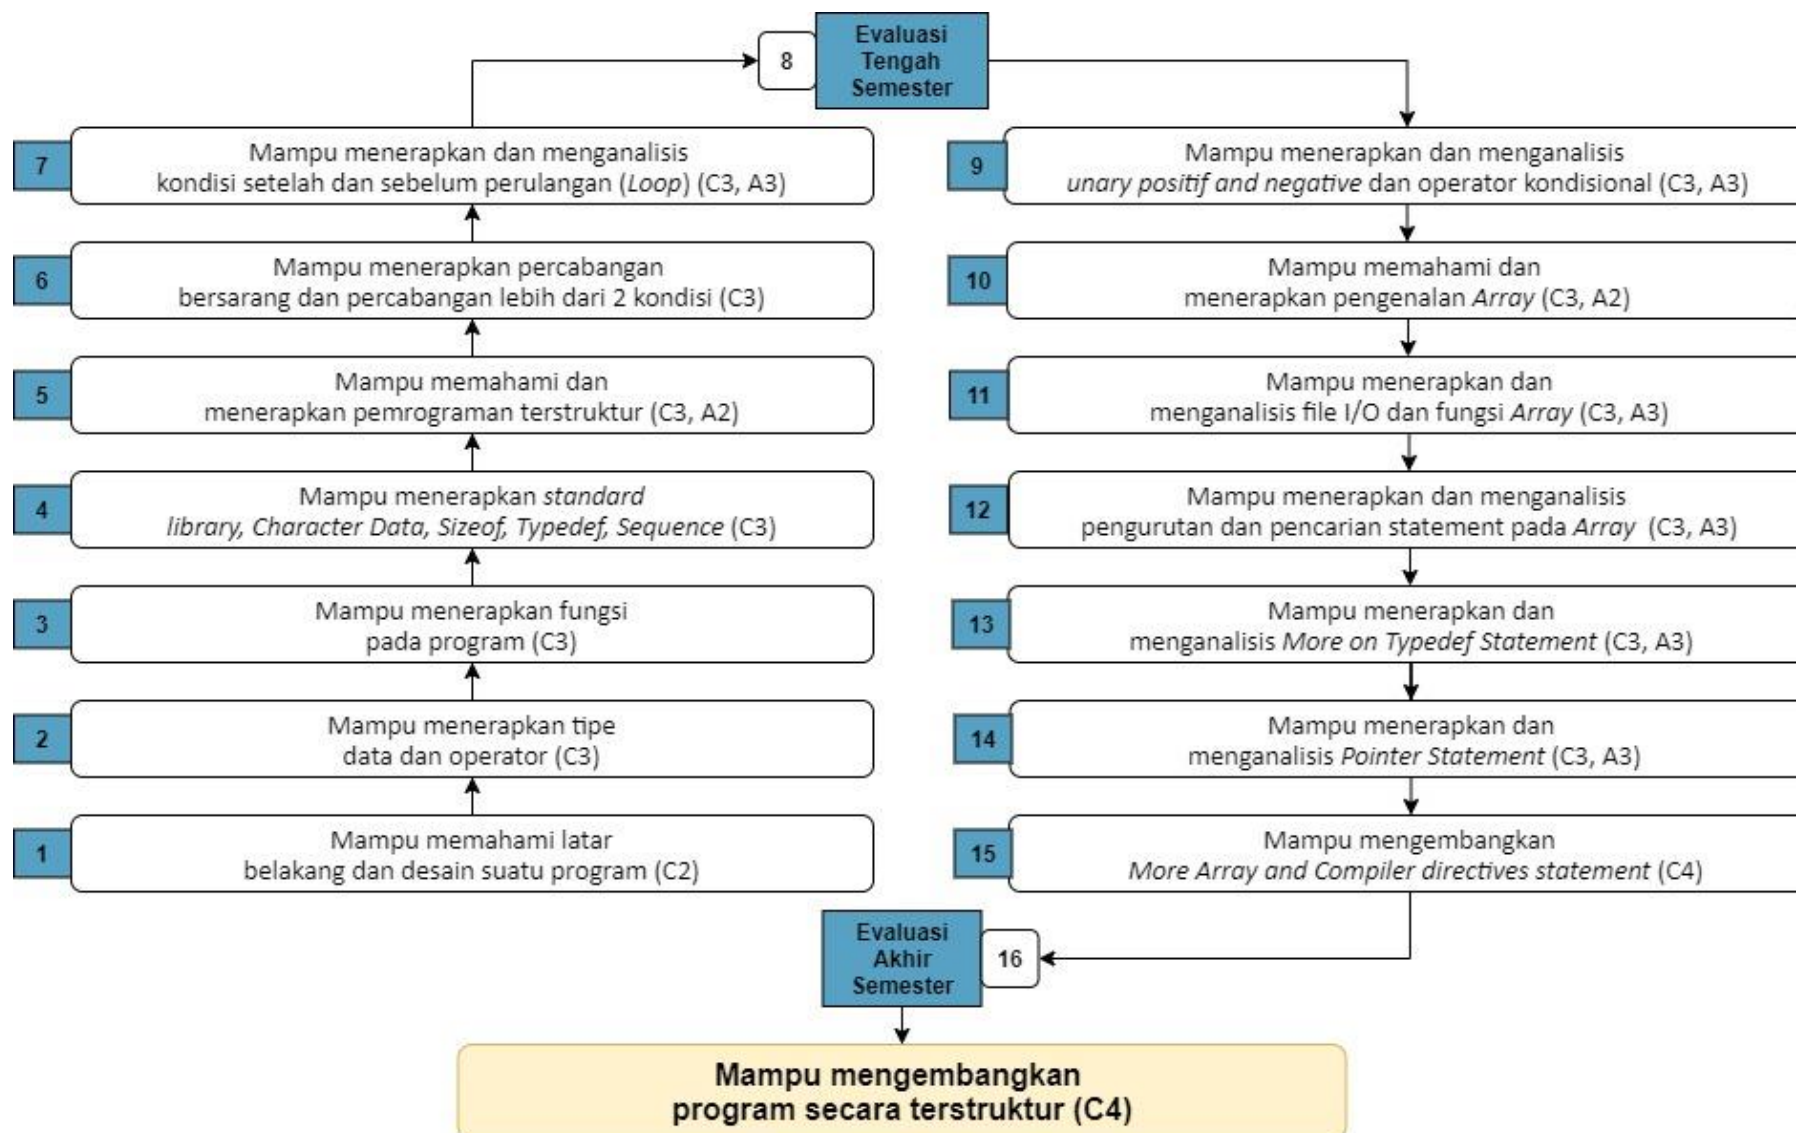 8
Evaluasi
Tengah
Semester
7
Mampu menerapkan dan menganalisis
kondisi setelah dan sebelum perulangan (Loop) (C3, A3)
6
Mampu menerapkan percabangan
bersarang dan percabangan lebih dari 2 kondisi (C3)
5
Mampu memahami dan
menerapkan pemrograman terstruktur (C3, A2)
4
Mampu menerapkan standard
library, Character Data, Sizeof, Typedef, Sequence (C3)
3
Mampu menerapkan fungsi
pada program (C3)
2
Mampu menerapkan tipe
data dan operator (C3)
1
Mampu memahami latar
belakang dan desain suatu program (C2)
9
Mampu menerapkan dan menganalisis
unary positif and negative dan operator kondisional (C3, A3)
10
Mampu memahami dan
menerapkan pengenalan Array (C3, A2)
11
Mampu menerapkan dan
menganalisis file I/O dan fungsi Array (C3, A3)
12
Mampu menerapkan dan menganalisis
pengurutan dan pencarian statement pada Array (C3, A3)
13
Mampu menerapkan dan
menganalisis More on Typedef Statement (C3, A3)
14
Mampu menerapkan dan
menganalisis Pointer Statement (C3, A3)
15
Mampu mengembangkan
More Array and Compiler directives statement (C4)
Evaluasi
Akhir
Semester
16
Mampu mengembangkan
program secara terstruktur (C4)